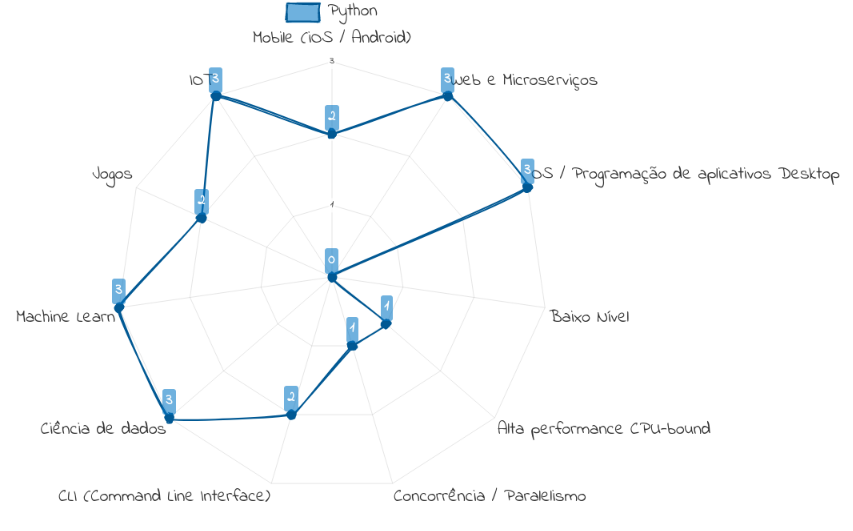 Python
Mobile (iOS / Android)
3
3
IOT
3
Web e Microserviços
2
Jogos
3
OS / Programação de aplicativos Desktop
2
1
0
3
Machine Learn
1
Baixo Nível
1
3
2
Ciência de dados
Alta performance CPU-bound
CLI (Command Line Interface)
Concorrência / Paralelismo